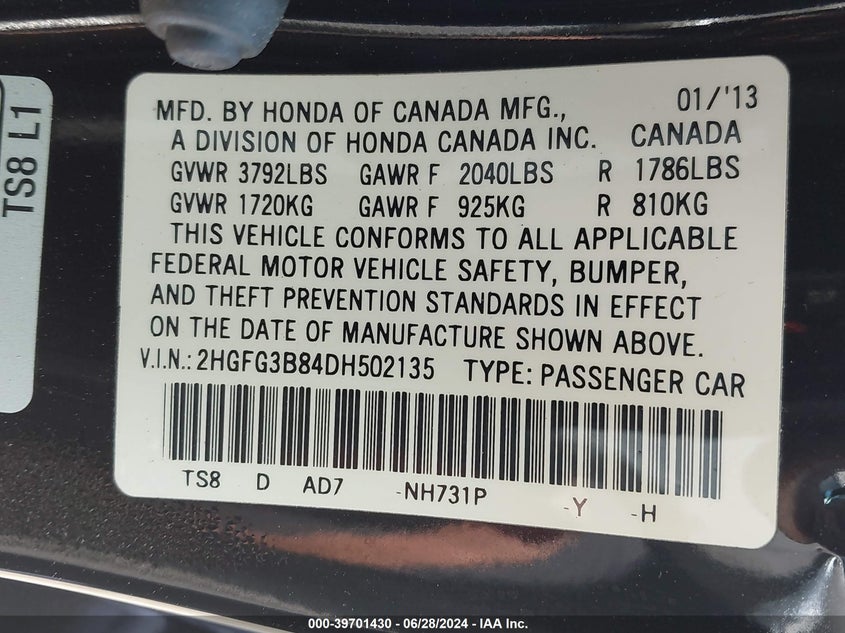 TS8 L1
MFD. BY HONDA OF CANADA MFG., 01/'13
A DIVISION OF HONDA CANADA INC. CANADA
GVWR 3792LBS GAWR F 2040LBS R 1786LBS
GVWR 1720KG GAWR F 925KG R 810KG
THIS VEHICLE CONFORMS TO ALL APPLICABLE
FEDERAL MOTOR VEHICLE SAFETY, BUMPER,
AND THEFT PREVENTION STANDARDS IN EFFECT
ON THE DATE OF MANUFACTURE SHOWN ABOVE.
V.I.N.: 2HGFG3B84DH502135 TYPE: PASSENGER CAR
TS8 D AD7 -NH731P -Y -H
000-39701430 - 06/28/2024 - IAA Inc.